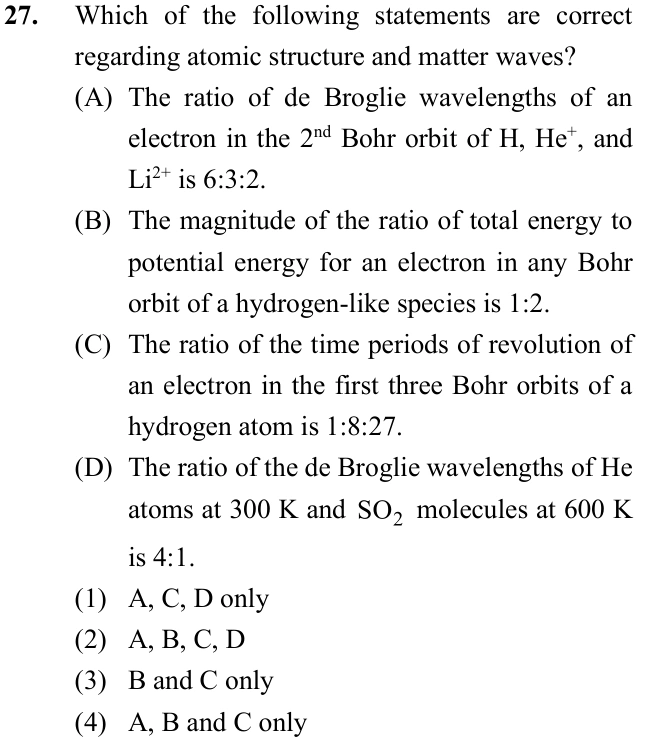 27. Which of the following statements are correct
regarding atomic structure and matter waves?
(A) The ratio of de Broglie wavelengths of an
electron in the 2ⁿᵈ Bohr orbit of H, He⁺, and
Li²⁺ is 6:3:2.
(B) The magnitude of the ratio of total energy to
potential energy for an electron in any Bohr
orbit of a hydrogen-like species is 1:2.
(C) The ratio of the time periods of revolution of
an electron in the first three Bohr orbits of a
hydrogen atom is 1:8:27.
(D) The ratio of the de Broglie wavelengths of He
atoms at 300 K and SO₂ molecules at 600 K
is 4:1.
(1) A, C, D only
(2) A, B, C, D
(3) B and C only
(4) A, B and C only